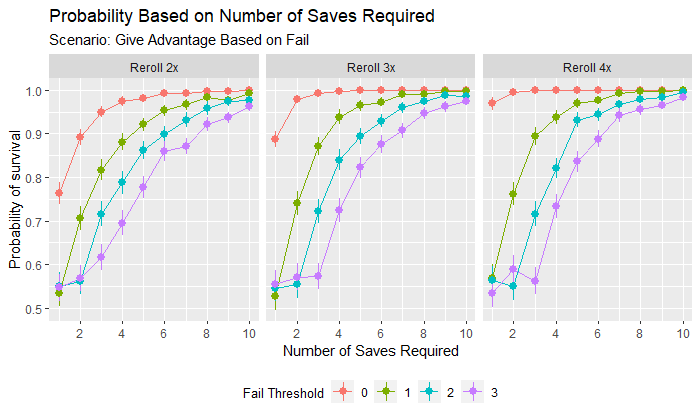 Probability Based on Number of Saves Required
Scenario: Give Advantage Based on Fail
Reroll 2x Reroll 3x Reroll 4x
Probability of survival
1.0
0.9
0.8
0.7
0.6
0.5
2 4 6 8 10 2 4 6 8 10 2 4 6 8 10
Number of Saves Required
Fail Threshold 0 1 2 3